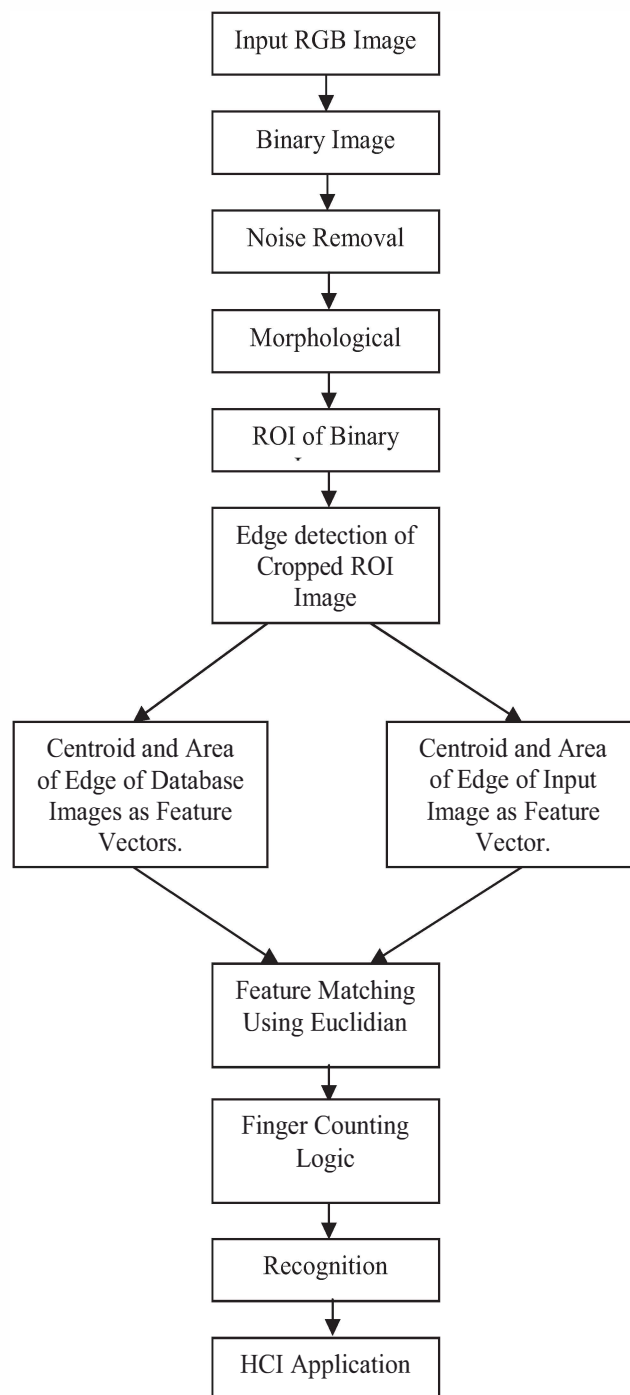 Input RGB Image
Binary Image
Noise Removal
Morphological
ROI of Binary
Edge detection of
Cropped ROI
Image
Centroid and Area
of Edge of Database
Images as Feature
Vectors.
Centroid and Area
of Edge of Input
Image as Feature
Vector.
Feature Matching
Using Euclidian
Finger Counting
Logic
Recognition
HCI Application